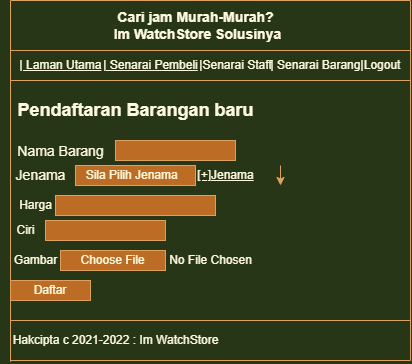 Cari jam Murah-Murah?
Im WatchStore Solusinya
| Laman Utama | Senarai Pembeli |Senarai Staff| Senarai Barang|Logout
Pendaftaran Barangan baru
Nama Barang
Jenama Sila Pilih Jenama [+]Jenama
Harga
Ciri
Gambar Choose File No File Chosen
Daftar
Hakcipta c 2021-2022 : Im WatchStore